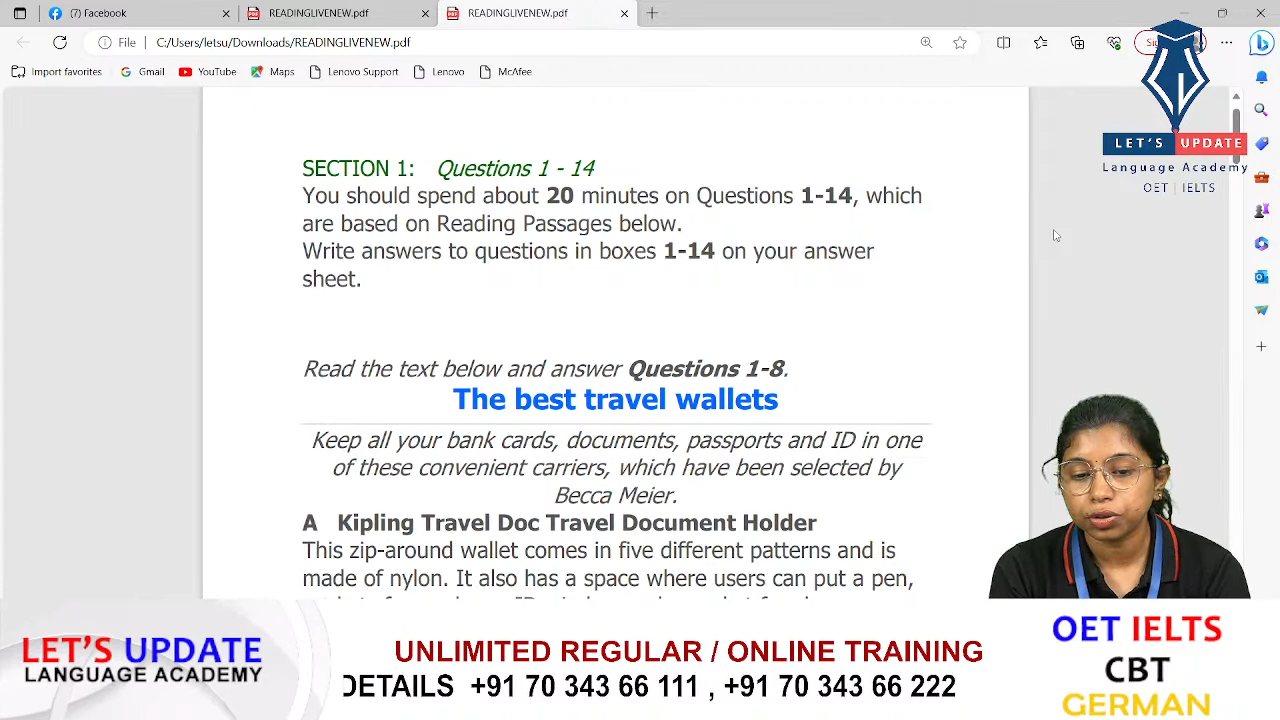 (7) Facebook
READINGLIVENEW.pdf
READINGLIVENEW.pdf
File
C:/Users/letsu/Downloads/READINGLIVENEW.pdf
Import favorites
Gmail
YouTube
Maps
Lenovo Support
Lenovo
McAfee
LET'S UPDATE
Language Academy
OET | IELTS
SECTION 1: Questions 1 - 14
You should spend about 20 minutes on Questions 1-14, which
are based on Reading Passages below.
Write answers to questions in boxes 1-14 on your answer
sheet.
Read the text below and answer Questions 1-8.
The best travel wallets
Keep all your bank cards, documents, passports and ID in one
of these convenient carriers, which have been selected by
Becca Meier.
A Kipling Travel Doc Travel Document Holder
This zip-around wallet comes in five different patterns and is
made of nylon. It also has a space where users can put a pen,
LET'S UPDATE
LANGUAGE ACADEMY
UNLIMITED REGULAR / ONLINE TRAINING
DETAILS +91 70 343 66 111 , +91 70 343 66 222
OET IELTS
CBT
GERMAN